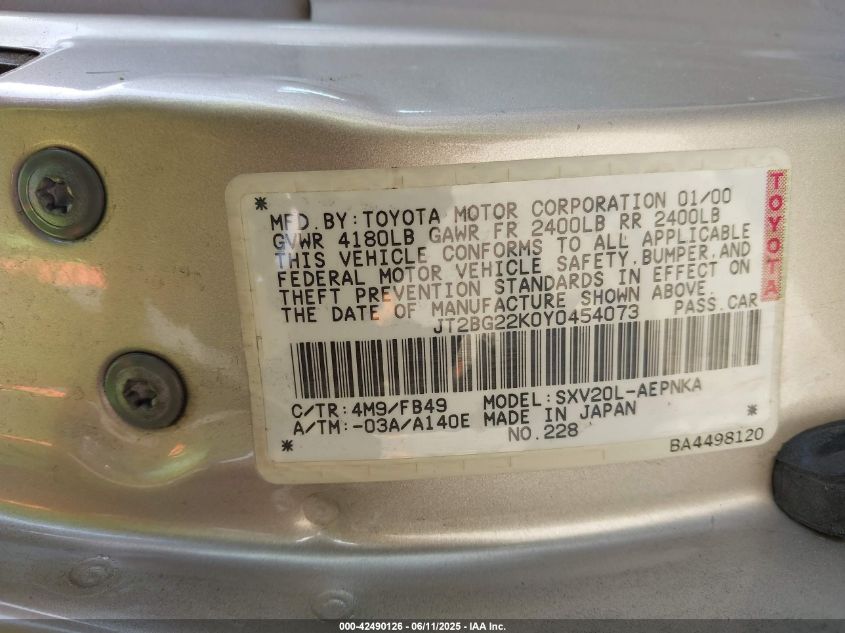 * MFD.BY:TOYOTA MOTOR CORPORATION 01/00
GVWR 4180LB GAWR FR 2400LB RR 2400LB
THIS VEHICLE CONFORMS TO ALL APPLICABLE
FEDERAL MOTOR VEHICLE SAFETY,BUMPER,AND
THEFT PREVENTION STANDARDS IN EFFECT ON
THE DATE OF MANUFACTURE SHOWN ABOVE.
JT2BG22K0Y0454073 PASS.CAR
TOYOTA
C/TR:4M9/FB49 MODEL:SXV20L-AEPNKA
A/TM:-03A/A140E MADE IN JAPAN *
* NO.228 BA4498120
000-42490126 - 06/11/2025 - IAA Inc.